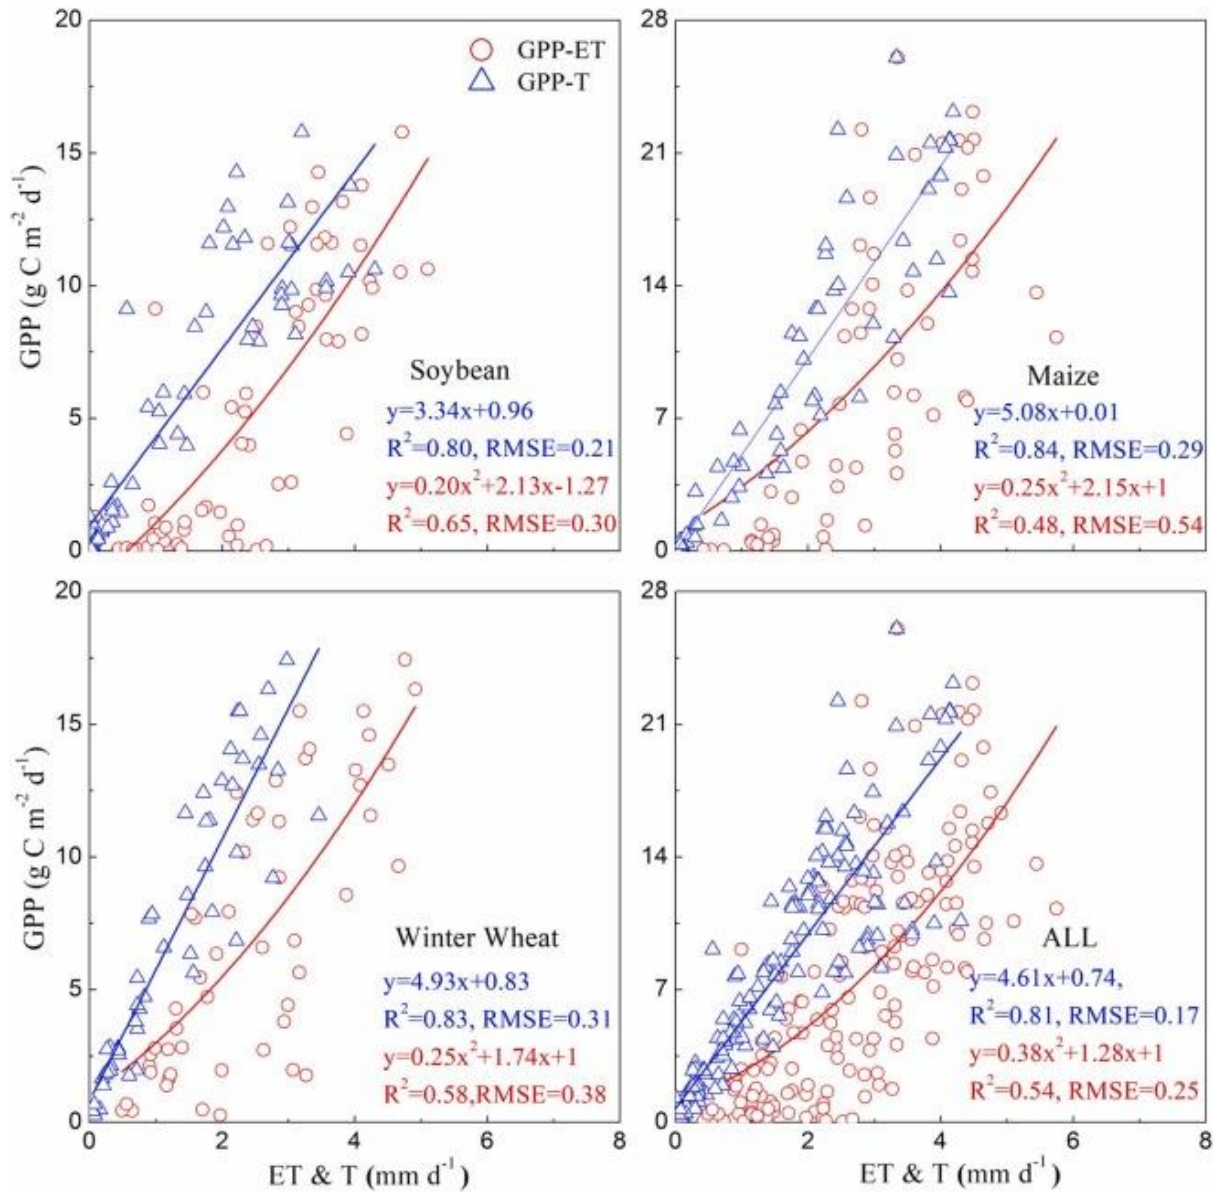 20
15
10
5
0
GPP (g C m⁻² d⁻¹)
GPP-ET
GPP-T
Soybean
y=3.34x+0.96
R²=0.80, RMSE=0.21
y=0.20x²+2.13x-1.27
R²=0.65, RMSE=0.30
28
21
14
7
0
Maize
y=5.08x+0.01
R²=0.84, RMSE=0.29
y=0.25x²+2.15x+1
R²=0.48, RMSE=0.54
20
15
10
5
0
GPP (g C m⁻² d⁻¹)
Winter Wheat
y=4.93x+0.83
R²=0.83, RMSE=0.31
y=0.25x²+1.74x+1
R²=0.58,RMSE=0.38
0 2 4 6 8
ET & T (mm d⁻¹)
28
21
14
7
0
ALL
y=4.61x+0.74,
R²=0.81, RMSE=0.17
y=0.38x²+1.28x+1
R²=0.54, RMSE=0.25
0 2 4 6 8
ET & T (mm d⁻¹)